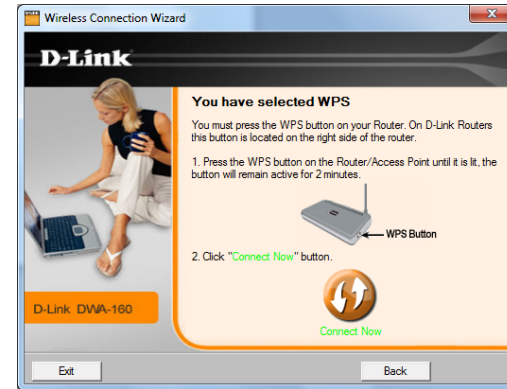 Wireless Connection Wizard
D-Link
You have selected WPS
You must press the WPS button on your Router. On D-Link Routers
this button is located on the right side of the router.
1. Press the WPS button on the Router/Access Point until it is lit, the
button will remain active for 2 minutes.
WPS Button
2. Click "Connect Now" button.
D-Link DWA-160
Connect Now
Exit
Back